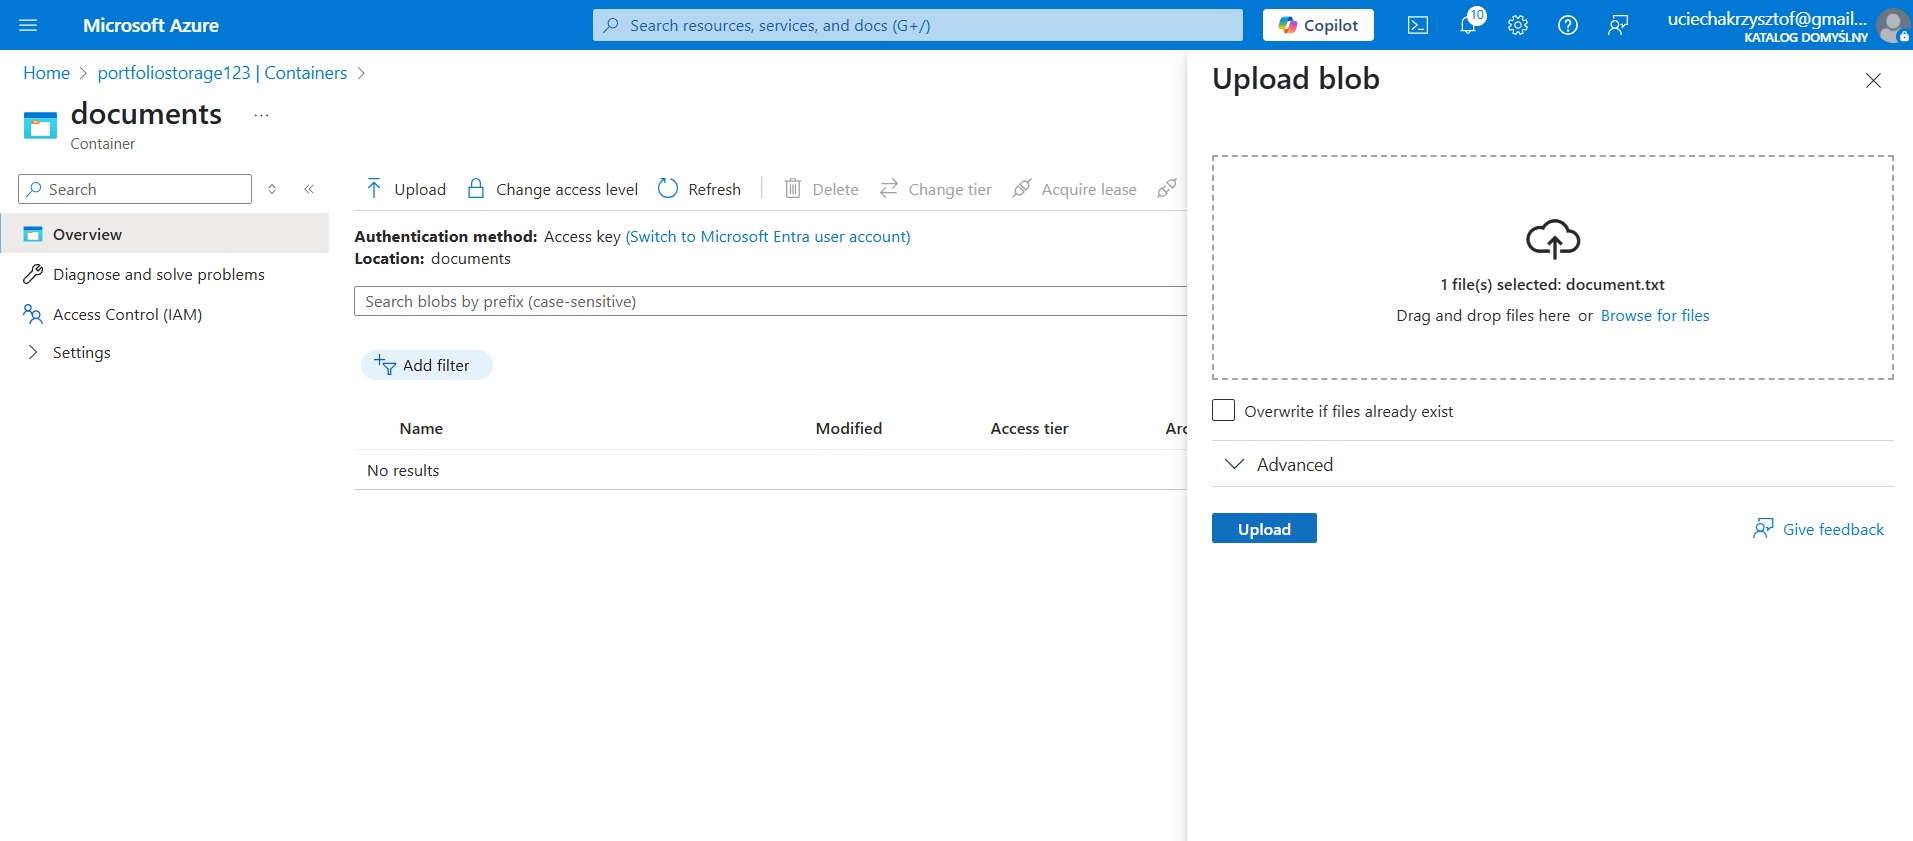 Microsoft Azure
Search resources, services, and docs (G+/)
Copilot
10
uciechakrzysztof@gmail...
KATALOG DOMYŚLNY
Home > portfoliostorage123 | Containers >
documents ...
Container
Search
Overview
Diagnose and solve problems
Access Control (IAM)
Settings
Upload Change access level Refresh Delete Change tier Acquire lease
Authentication method: Access key (Switch to Microsoft Entra user account)
Location: documents
Search blobs by prefix (case-sensitive)
Add filter
Name Modified Access tier Arc
No results
Upload blob
1 file(s) selected: document.txt
Drag and drop files here or Browse for files
Overwrite if files already exist
Advanced
Upload
Give feedback